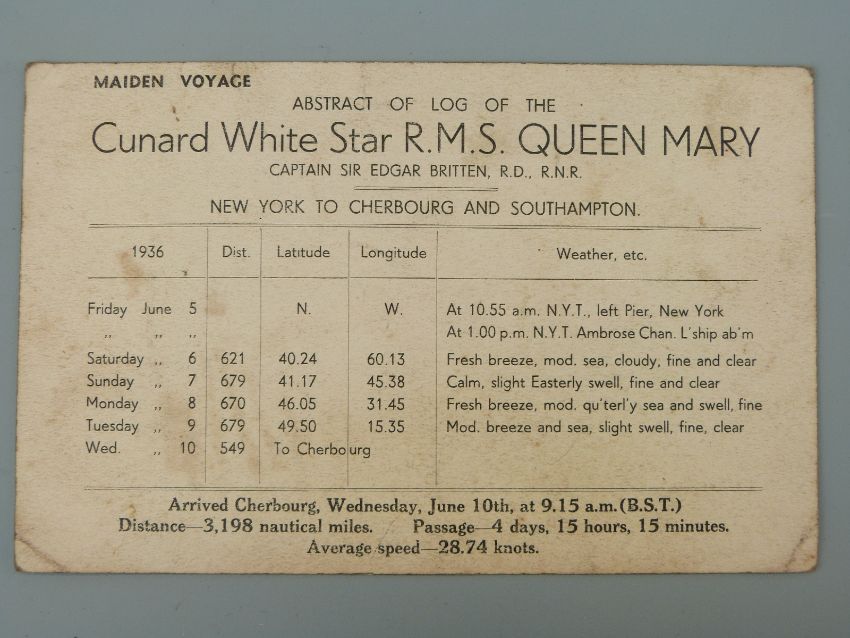 MAIDEN VOYAGE
ABSTRACT OF LOG OF THE
Cunard White Star R.M.S. QUEEN MARY
CAPTAIN SIR EDGAR BRITTEN, R.D., R.N.R.
NEW YORK TO CHERBOURG AND SOUTHAMPTON.
1936 Dist. Latitude Longitude Weather, etc.
Friday June 5 N. W. At 10.55 a.m. N.Y.T., left Pier, New York
„ „ „ At 1.00 p.m. N.Y.T. Ambrose Chan. L'ship ab'm
Saturday „ 6 621 40.24 60.13 Fresh breeze, mod. sea, cloudy, fine and clear
Sunday „ 7 679 41.17 45.38 Calm, slight Easterly swell, fine and clear
Monday „ 8 670 46.05 31.45 Fresh breeze, mod. qu'terl'y sea and swell, fine
Tuesday „ 9 679 49.50 15.35 Mod. breeze and sea, slight swell, fine, clear
Wed. „ 10 549 To Cherbourg
Arrived Cherbourg, Wednesday, June 10th, at 9.15 a.m. (B.S.T.)
Distance—3,198 nautical miles. Passage—4 days, 15 hours, 15 minutes.
Average speed—28.74 knots.